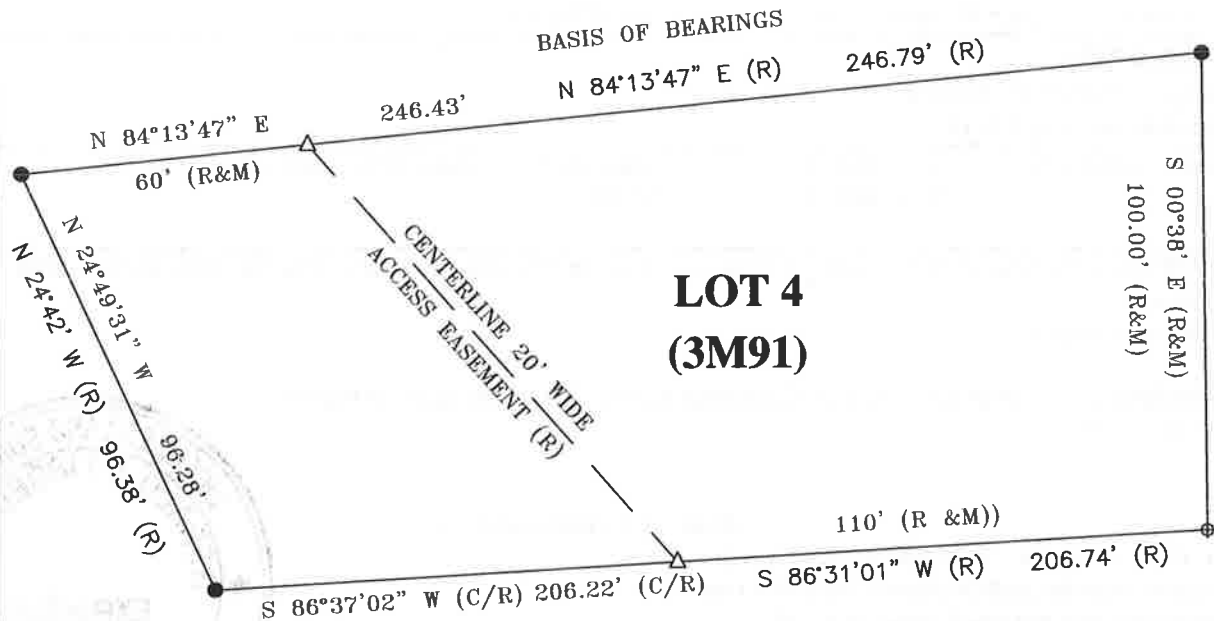 BASIS OF BEARINGS
N 84°13'47" E (R) 246.79' (R)
N 84°13'47" E 246.43'
60' (R&M)
N 24°49'31" W 96.28'
N 24°42' W (R) 96.38' (R)
CENTERLINE 20' WIDE
ACCESS EASEMENT (R)
LOT 4
(3M91)
S 00°38' E (R&M)
100.00' (R&M)
110' (R &M))
S 86°31'01" W (R) 206.74' (R)
S 86°37'02" W (C/R) 206.22' (C/R)